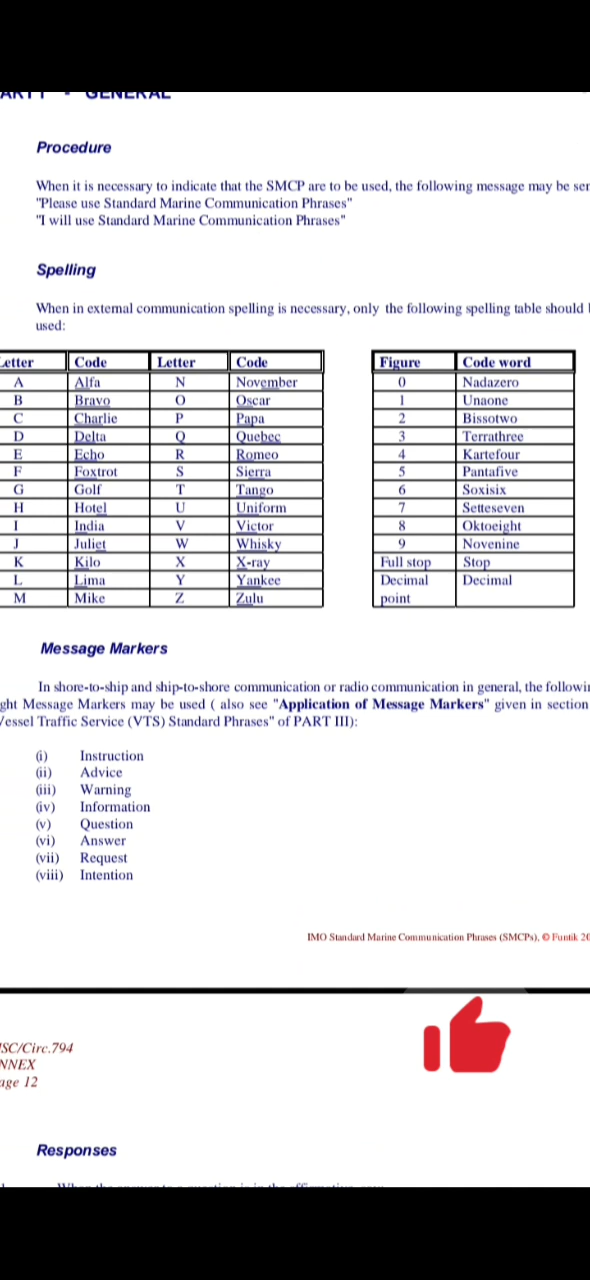 GENERAL
Procedure
When it is necessary to indicate that the SMCP are to be used, the following message may be
"Please use Standard Marine Communication Phrases"
"I will use Standard Marine Communication Phrases"
Spelling
When in external communication spelling is necessary, only the following spelling table should
used:
Letter Code Letter Code Figure Code word
A Alfa N November 0 Nadazero
B Bravo O Oscar 1 Unaone
C Charlie P Papa 2 Bissotwo
D Delta Q Quebec 3 Terrathree
E Echo R Romeo 4 Kartefour
F Foxtrot S Sierra 5 Pantafive
G Golf T Tango 6 Soxisix
H Hotel U Uniform 7 Setteseven
I India V Victor 8 Oktoeight
J Juliet W Whisky 9 Novenine
K Kilo X X-ray Full stop Stop
L Lima Y Yankee Decimal Decimal
M Mike Z Zulu point
Message Markers
In shore-to-ship and ship-to-shore communication or radio communication in general, the
ght Message Markers may be used ( also see "Application of Message Markers" given in section
Vessel Traffic Service (VTS) Standard Phrases" of PART III):
(i) Instruction
(ii) Advice
(iii) Warning
(iv) Information
(v) Question
(vi) Answer
(vii) Request
(viii) Intention
IMO Standard Marine Communication Phrases (SMCPs), © Funtik 20
SC/Circ.794
NNEX
age 12
Responses